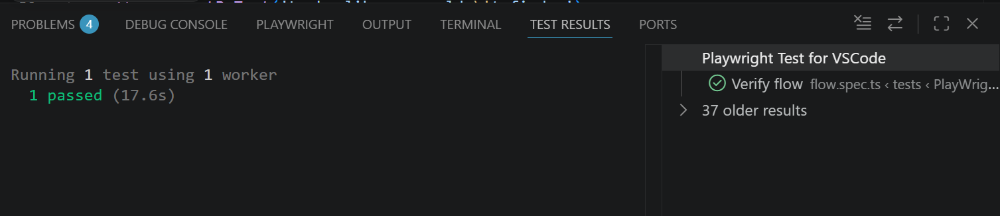 PROBLEMS 4 DEBUG CONSOLE PLAYWRIGHT OUTPUT TERMINAL TEST RESULTS PORTS
Running 1 test using 1 worker
1 passed (17.6s)
Playwright Test for VSCode
Verify flow flow.spec.ts ‹ tests ‹ PlayWrig...
37 older results